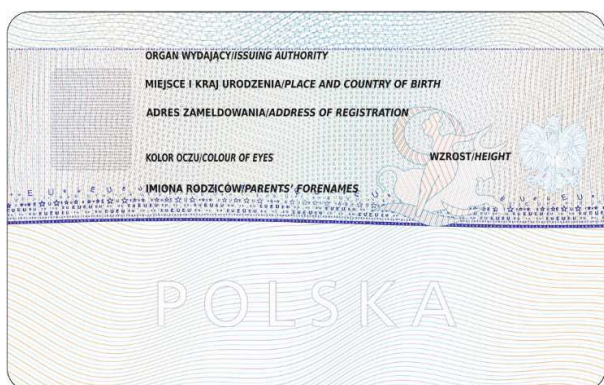 ORGAN WYDAJĄCY/ISSUING AUTHORITY
MIEJSCE I KRAJ URODZENIA/PLACE AND COUNTRY OF BIRTH
ADRES ZAMELDOWANIA/ADDRESS OF REGISTRATION
KOLOR OCZU/COLOUR OF EYES WZROST/HEIGHT
IMIONA RODZICÓW/PARENTS' FORENAMES
POLSKA